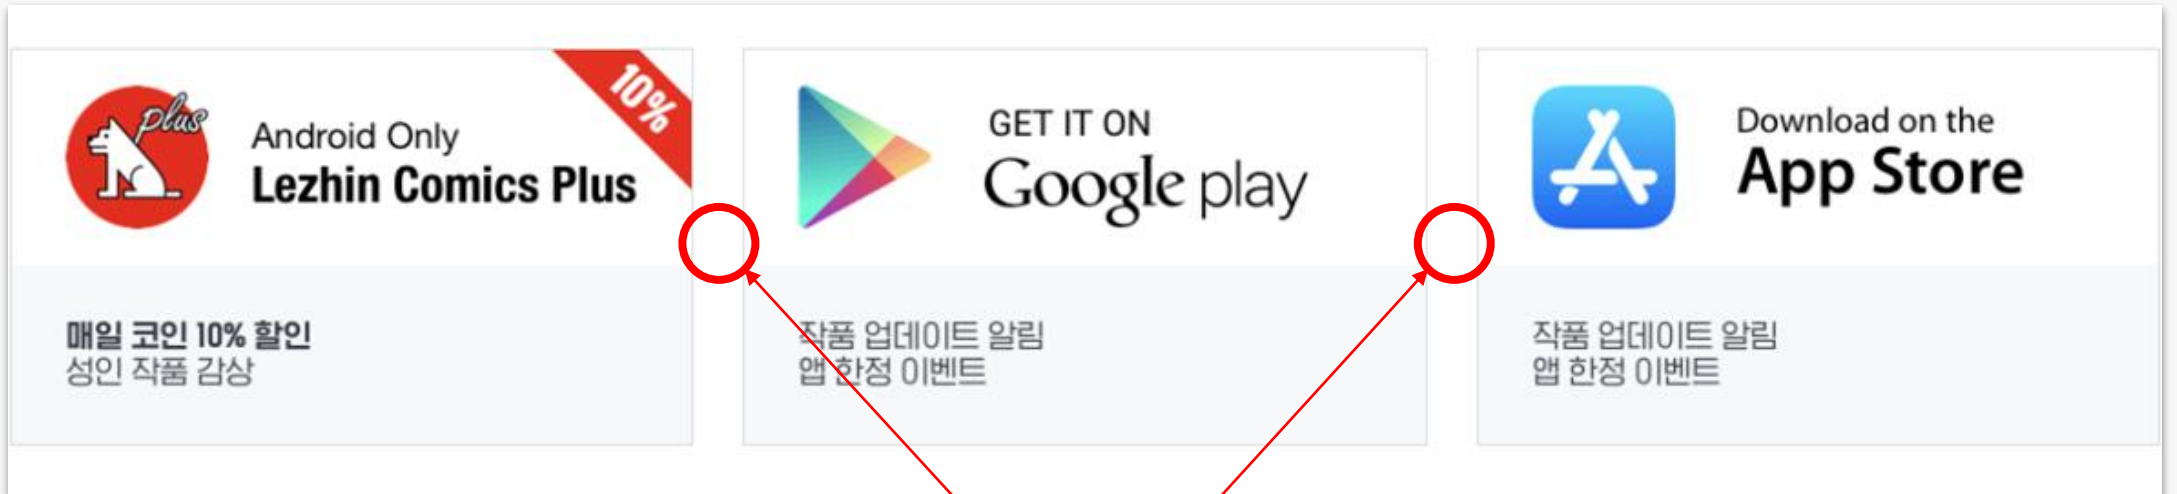 plus
Android Only
Lezhin Comics Plus
10%
매일 코인 10% 할인
성인 작품 감상
GET IT ON
Google play
작품 업데이트 알림
앱 한정 이벤트
Download on the
App Store
작품 업데이트 알림
앱 한정 이벤트